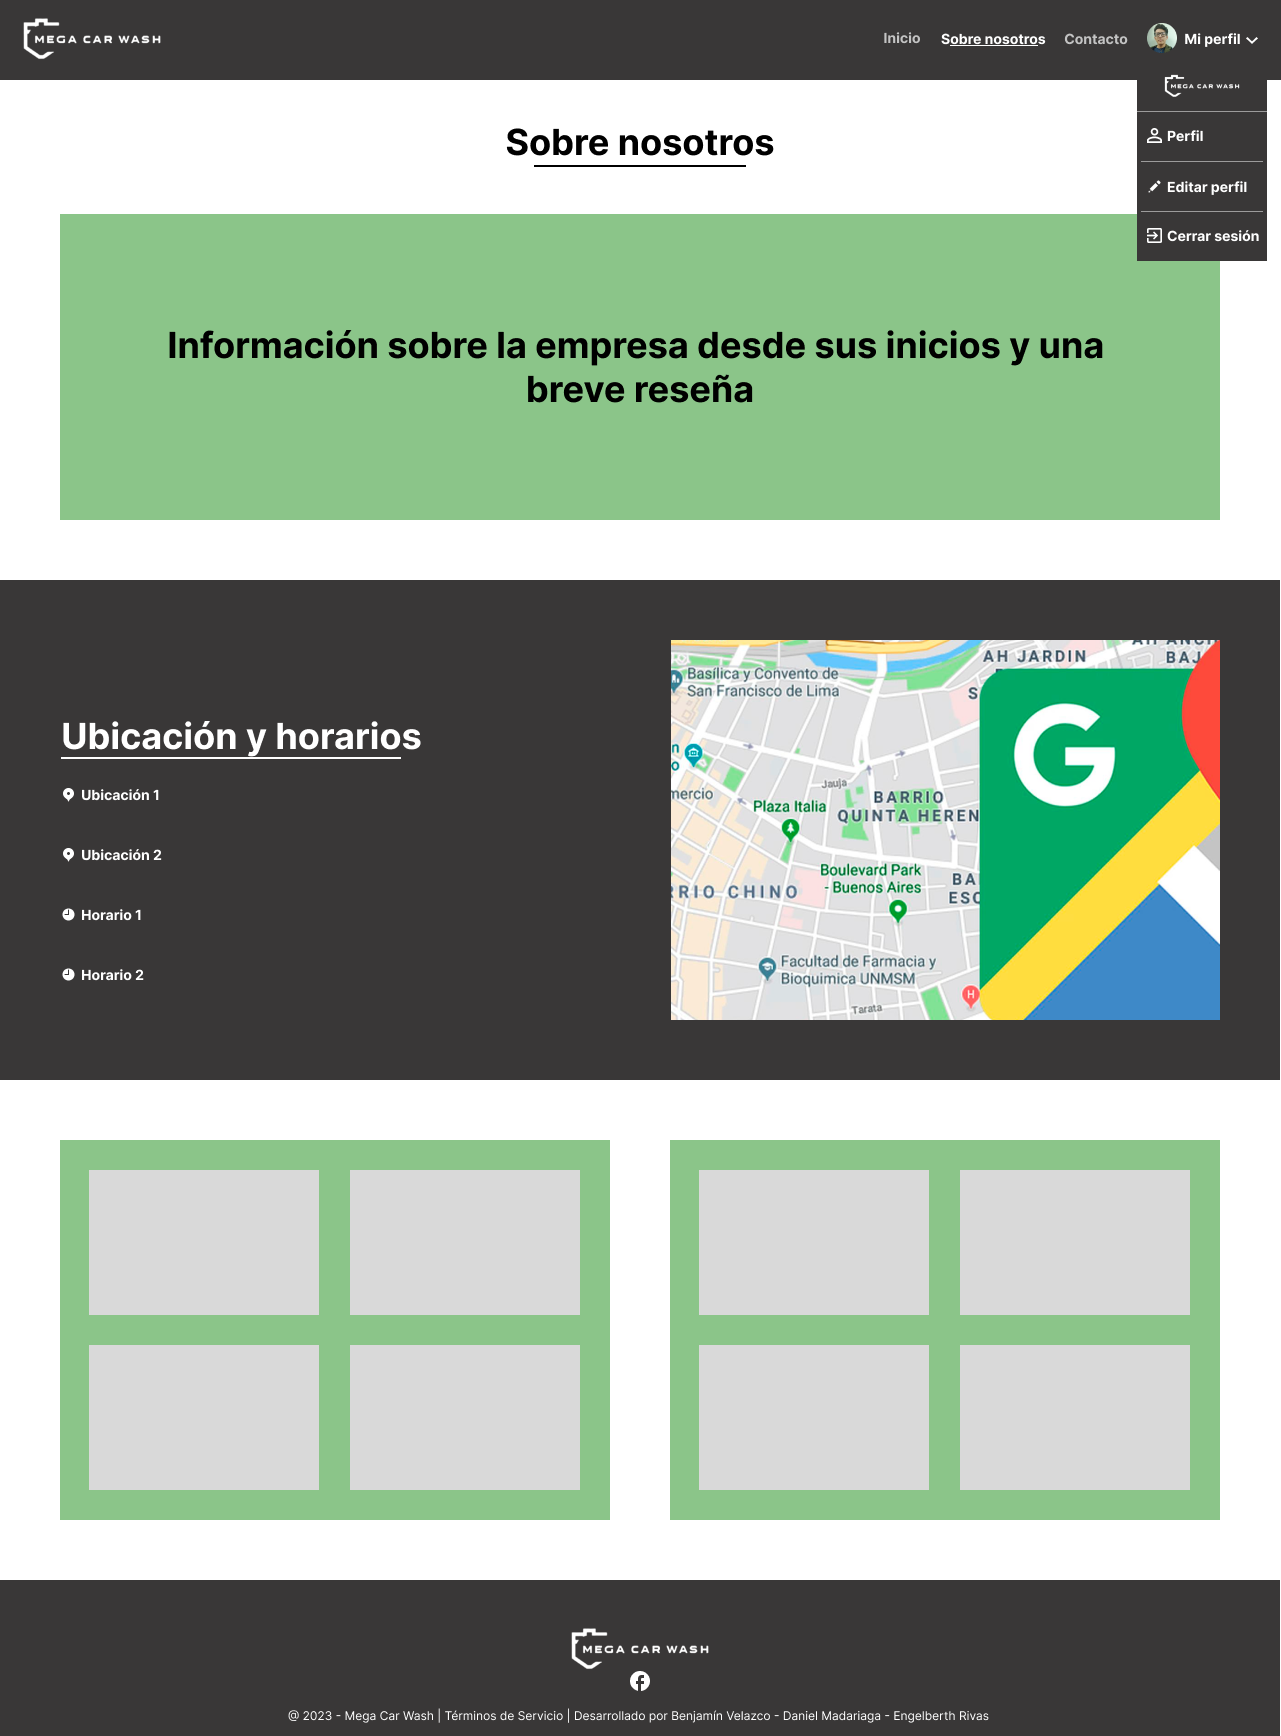 MEGA CAR WASH
Inicio
Sobre nosotros
Contacto
Mi perfil
MEGA CAR WASH
Perfil
Editar perfil
Cerrar sesión
Sobre nosotros
Información sobre la empresa desde sus inicios y una
breve reseña
Ubicación y horarios
Ubicación 1
Ubicación 2
Horario 1
Horario 2
AH JARDIN
BAJ
Basílica y Convento de
San Francisco de Lima
S
G
n
o
Jauja
mercio
BARRIO
QUINTA HEREN
Plaza Italia
Boulevard Park
- Buenos Aires
BA
ESC
RRIO CHINO
Facultad de Farmacia y
Bioquimica UNMSM
H
Tarata
MEGA CAR WASH
@ 2023 - Mega Car Wash | Términos de Servicio | Desarrollado por Benjamín Velazco - Daniel Madariaga - Engelberth Rivas